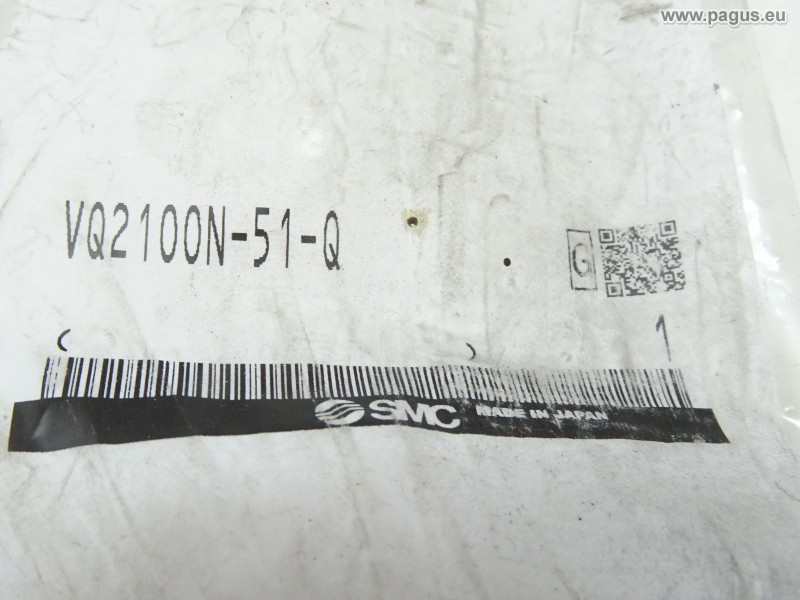 www.pagus.eu
VQ2100N-51-Q
G
( )
1
SMC MADE IN JAPAN